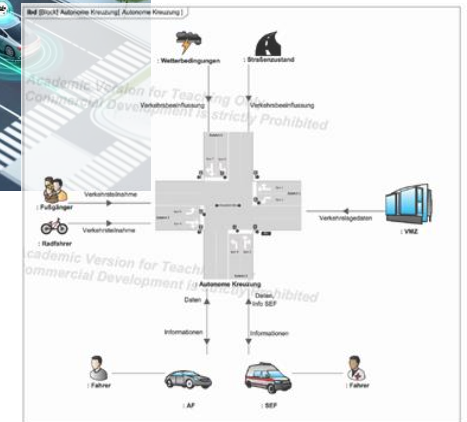 ibd [Block] Autonome Kreuzung[ Autonome Kreuzung ]
: Wetterbedingungen
: Straßenzustand
Academic Version for Teaching Only
Commercial Development is strictly Prohibited
Verkehrsbeeinflussung
Verkehrsbeeinflussung
Verkehrsteilnahme
: Fußgänger
Verkehrsteilnahme
: Radfahrer
Verkehrslagedaten
: VMZ
Academic Version for Teaching
Commercial Development is strictly Prohibited
: Autonome Kreuzung
Daten
Daten,
Info SEF
Informationen
Informationen
: Fahrer
: Fahrer
: AF
: SEF